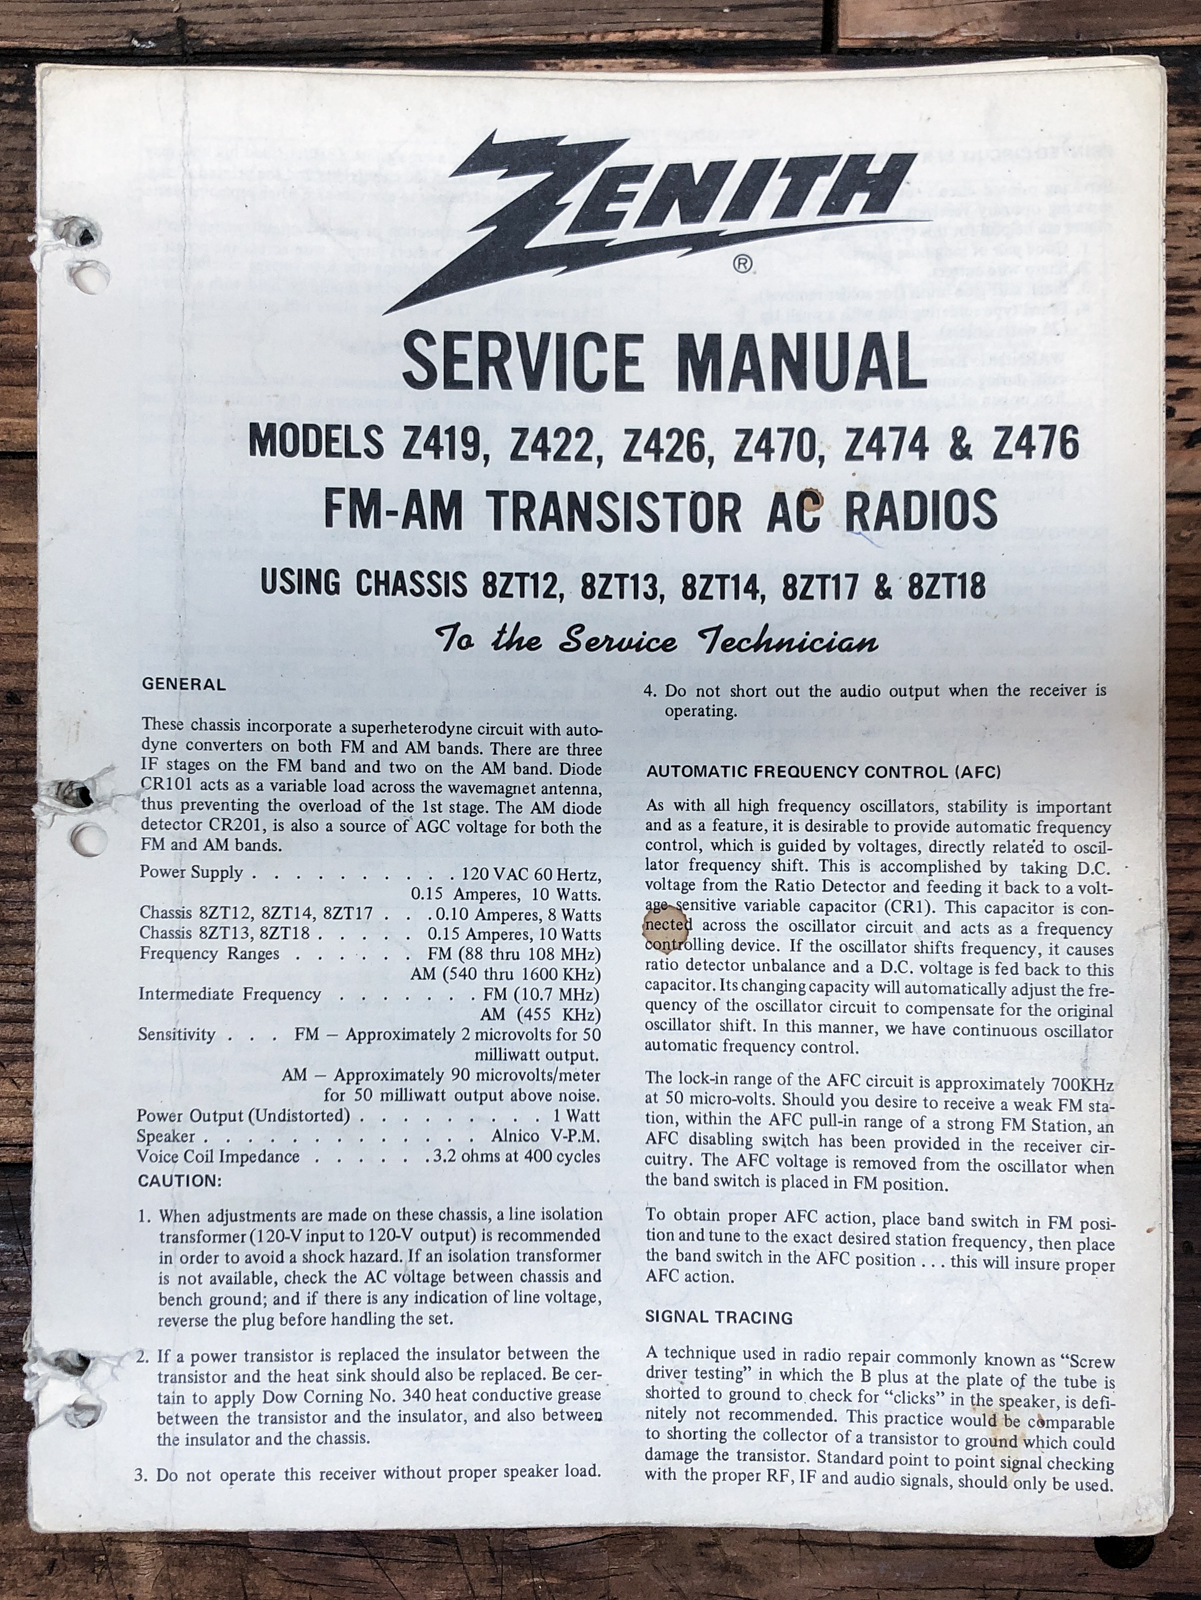 ZENITH
®
SERVICE MANUAL
MODELS Z419, Z422, Z426, Z470, Z474 & Z476
FM-AM TRANSISTOR AC RADIOS
USING CHASSIS 8ZT12, 8ZT13, 8ZT14, 8ZT17 & 8ZT18
To the Service Technician
GENERAL
These chassis incorporate a superheterodyne circuit with auto-
dyne converters on both FM and AM bands. There are three
IF stages on the FM band and two on the AM band. Diode
CR101 acts as a variable load across the wavemagnet antenna,
thus preventing the overload of the 1st stage. The AM diode
detector CR201, is also a source of AGC voltage for both the
FM and AM bands.
Power Supply . . . . . . . . . . 120 VAC 60 Hertz,
0.15 Amperes, 10 Watts.
Chassis 8ZT12, 8ZT14, 8ZT17 . . . 0.10 Amperes, 8 Watts
Chassis 8ZT13, 8ZT18 . . . . . 0.15 Amperes, 10 Watts
Frequency Ranges . . . . . . FM (88 thru 108 MHz)
AM (540 thru 1600 KHz)
Intermediate Frequency . . . . . . . FM (10.7 MHz)
AM (455 KHz)
Sensitivity . . . FM — Approximately 2 microvolts for 50
milliwatt output.
AM — Approximately 90 microvolts/meter
for 50 milliwatt output above noise.
Power Output (Undistorted) . . . . . . . . . . 1 Watt
Speaker . . . . . . . . . . . . . Alnico V-P.M.
Voice Coil Impedance . . . . . . 3.2 ohms at 400 cycles
CAUTION:
1. When adjustments are made on these chassis, a line isolation
transformer (120-V input to 120-V output) is recommended
in order to avoid a shock hazard. If an isolation transformer
is not available, check the AC voltage between chassis and
bench ground; and if there is any indication of line voltage,
reverse the plug before handling the set.
2. If a power transistor is replaced the insulator between the
transistor and the heat sink should also be replaced. Be cer-
tain to apply Dow Corning No. 340 heat conductive grease
between the transistor and the insulator, and also between
the insulator and the chassis.
3. Do not operate this receiver without proper speaker load.
4. Do not short out the audio output when the receiver is
operating.
AUTOMATIC FREQUENCY CONTROL (AFC)
As with all high frequency oscillators, stability is important
and as a feature, it is desirable to provide automatic frequency
control, which is guided by voltages, directly related to oscil-
lator frequency shift. This is accomplished by taking D.C.
voltage from the Ratio Detector and feeding it back to a volt-
age sensitive variable capacitor (CR1). This capacitor is con-
nected across the oscillator circuit and acts as a frequency
controlling device. If the oscillator shifts frequency, it causes
ratio detector unbalance and a D.C. voltage is fed back to this
capacitor. Its changing capacity will automatically adjust the fre-
quency of the oscillator circuit to compensate for the original
oscillator shift. In this manner, we have continuous oscillator
automatic frequency control.
The lock-in range of the AFC circuit is approximately 700KHz
at 50 micro-volts. Should you desire to receive a weak FM sta-
tion, within the AFC pull-in range of a strong FM Station, an
AFC disabling switch has been provided in the receiver cir-
cuitry. The AFC voltage is removed from the oscillator when
the band switch is placed in FM position.
To obtain proper AFC action, place band switch in FM posi-
tion and tune to the exact desired station frequency, then place
the band switch in the AFC position . . . this will insure proper
AFC action.
SIGNAL TRACING
A technique used in radio repair commonly known as “Screw
driver testing” in which the B plus at the plate of the tube is
shorted to ground to check for “clicks” in the speaker, is defi-
nitely not recommended. This practice would be comparable
to shorting the collector of a transistor to ground which could
damage the transistor. Standard point to point signal checking
with the proper RF, IF and audio signals, should only be used.